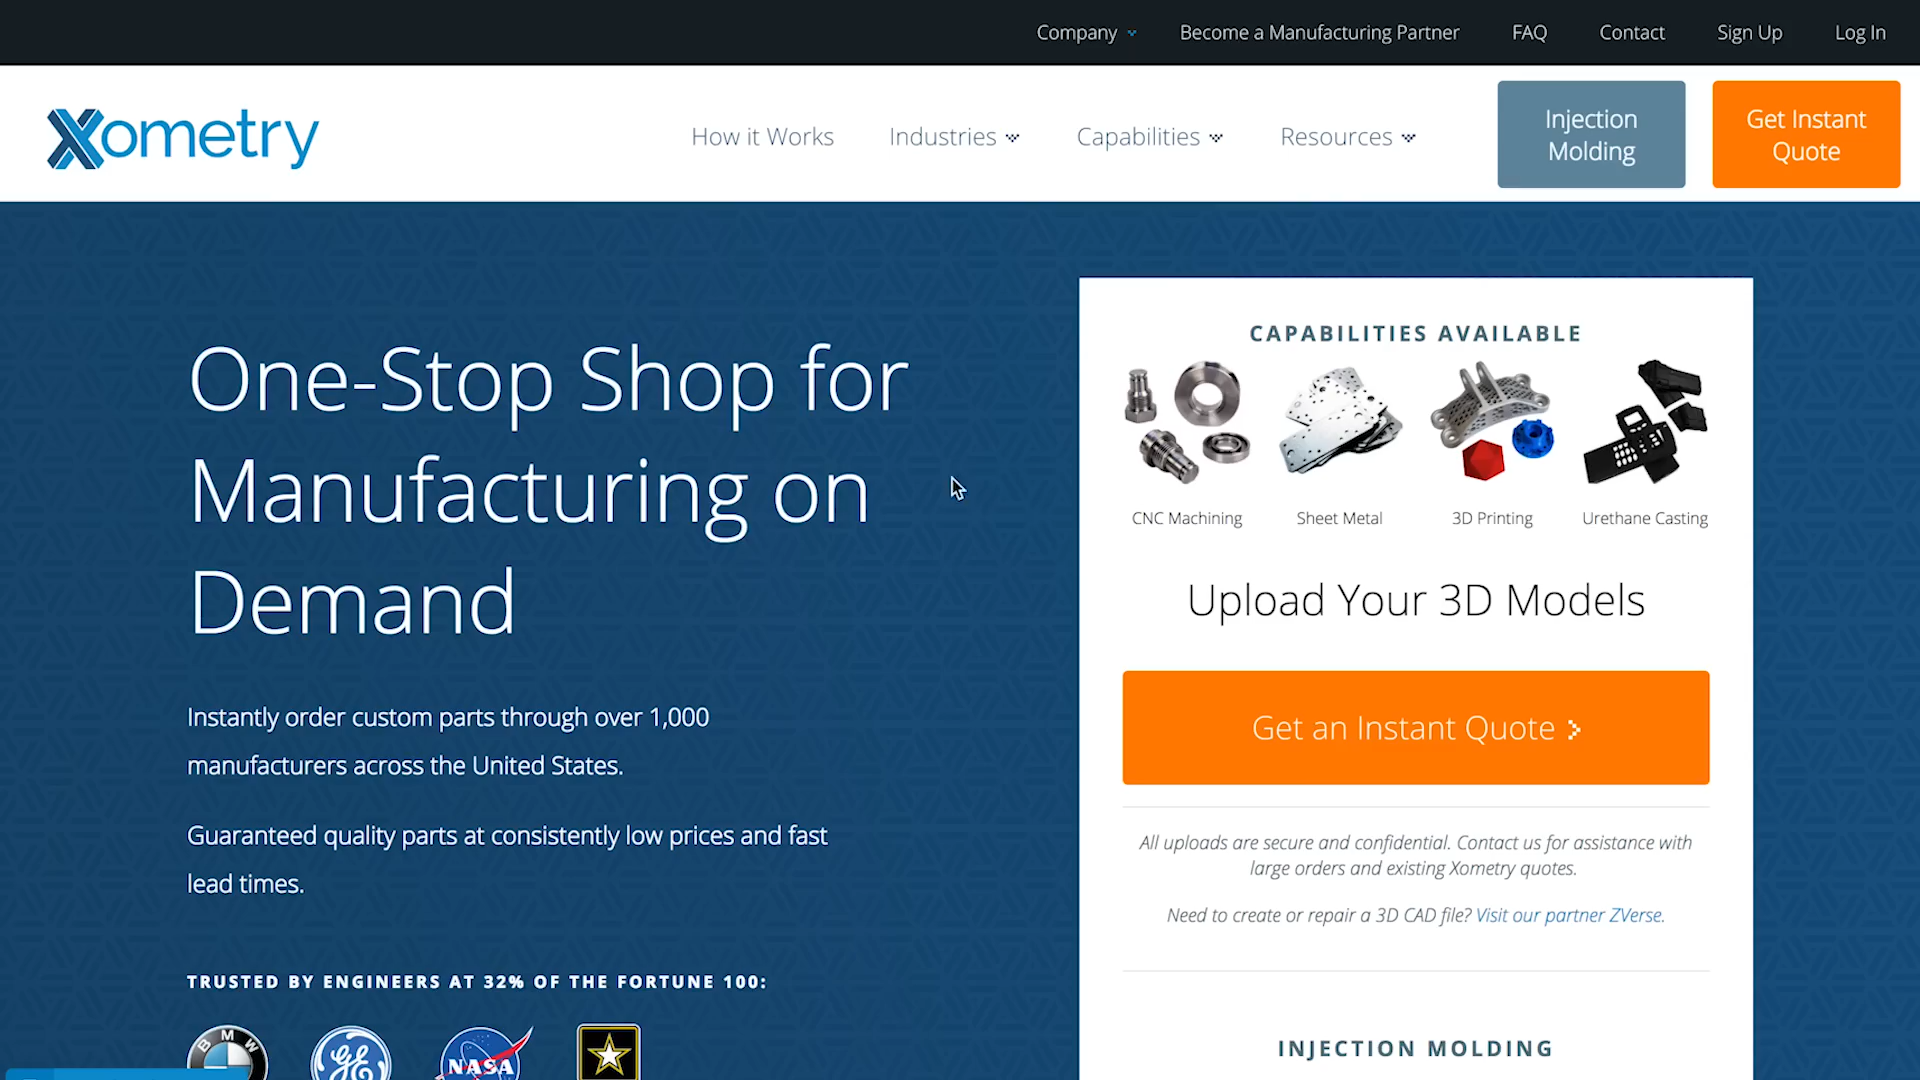 Company
Become a Manufacturing Partner
FAQ
Contact
Sign Up
Log In
Xometry
How it Works
Industries
Capabilities
Resources
Injection
Molding
Get Instant
Quote
One-Stop Shop for
Manufacturing on
Demand
Instantly order custom parts through over 1,000
manufacturers across the United States.
Guaranteed quality parts at consistently low prices and fast
lead times.
TRUSTED BY ENGINEERS AT 32% OF THE FORTUNE 100:
BMW
GE
NASA
CAPABILITIES AVAILABLE
CNC Machining
Sheet Metal
3D Printing
Urethane Casting
Upload Your 3D Models
Get an Instant Quote
All uploads are secure and confidential. Contact us for assistance with
large orders and existing Xometry quotes.
Need to create or repair a 3D CAD file? Visit our partner ZVerse.
INJECTION MOLDING